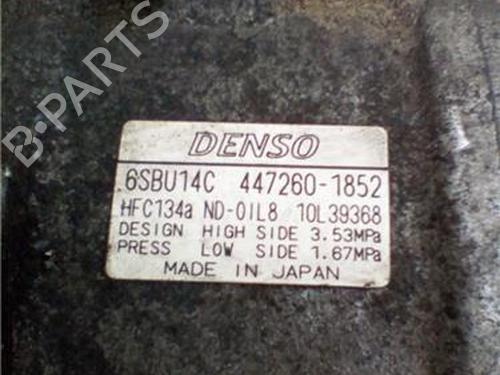 B-PARTS
DENSO
6SBU14C 447260-1852
HFC134a ND-OIL8 10L39368
DESIGN HIGH SIDE 3.53MPa
PRESS LOW SIDE 1.67MPa
MADE IN JAPAN